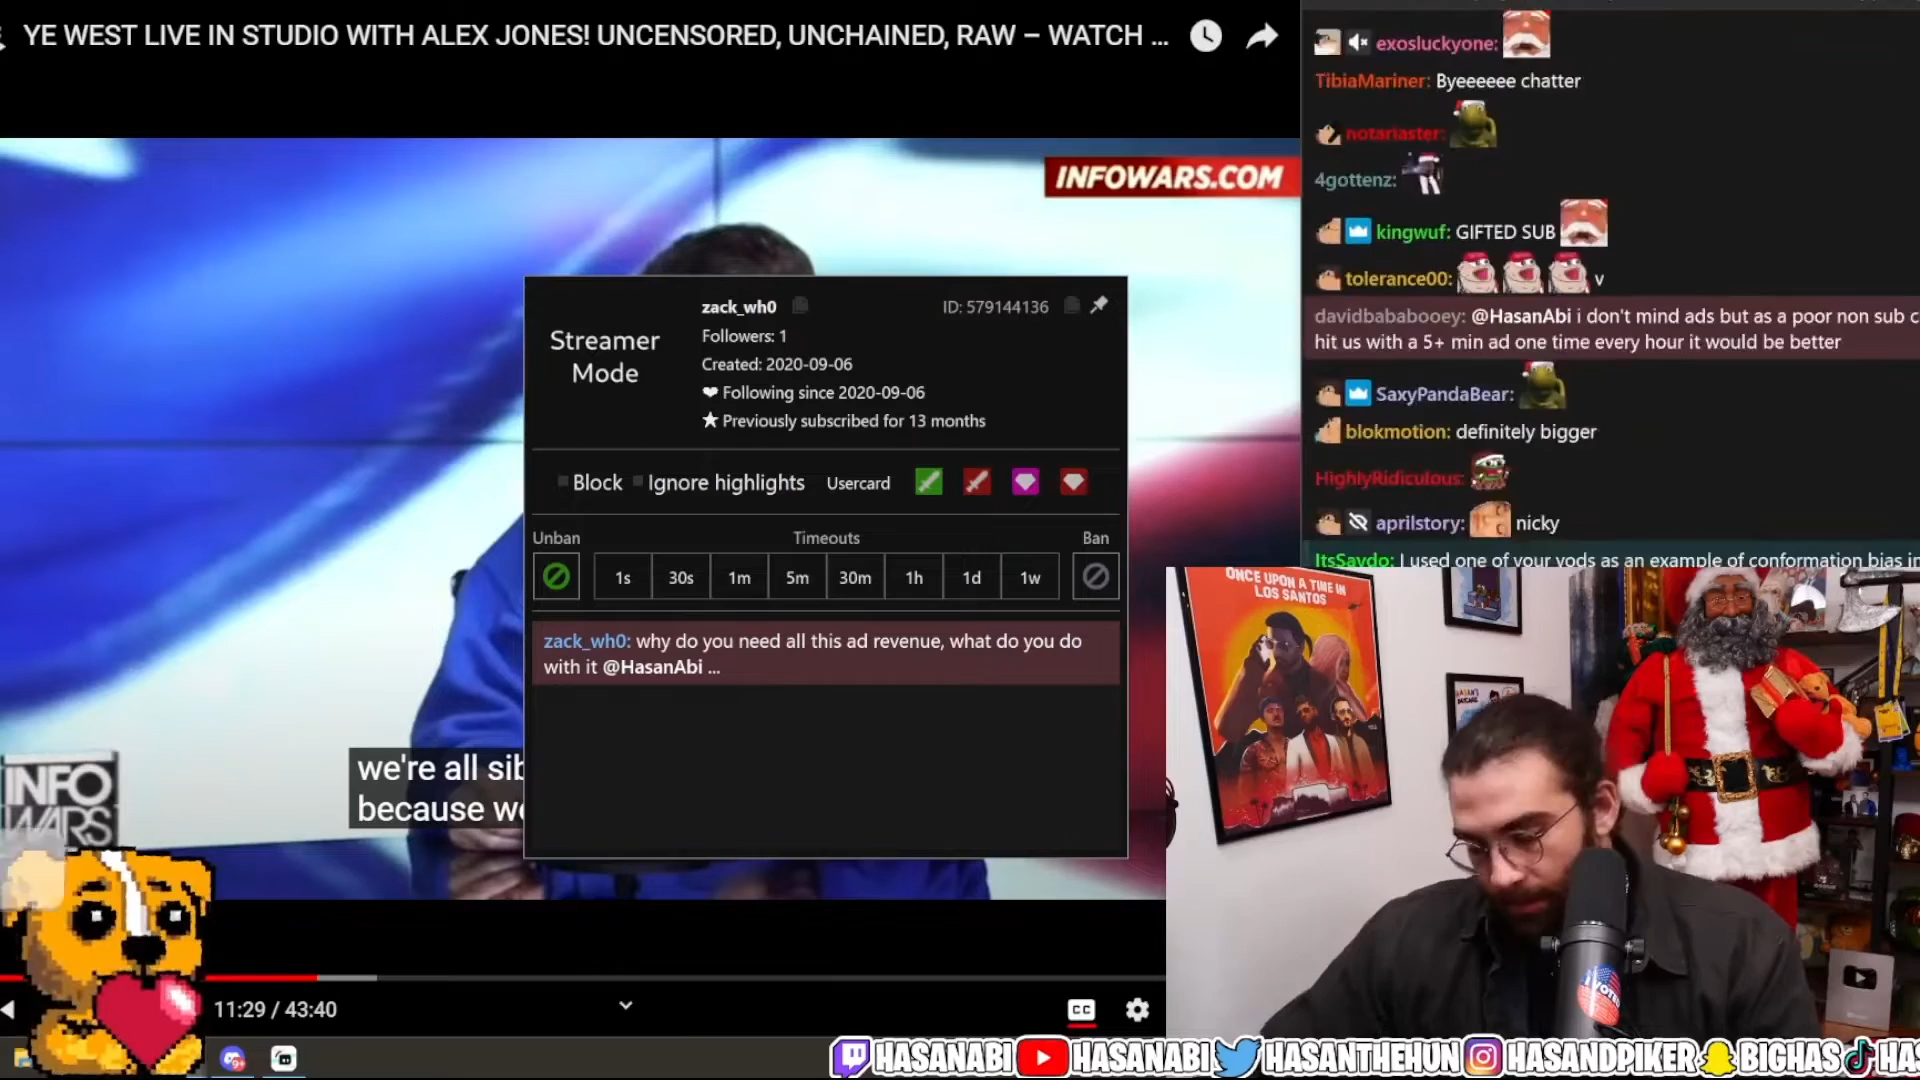 YE WEST LIVE IN STUDIO WITH ALEX JONES! UNCENSORED, UNCHAINED, RAW – WATCH ...
INFOWARS.COM
Streamer
Mode
zack_wh0
ID: 579144136
Followers: 1
Created: 2020-09-06
Following since 2020-09-06
Previously subscribed for 13 months
Block
Ignore highlights
Usercard
Unban
Timeouts
Ban
1s 30s 1m 5m 30m 1h 1d 1w
zack_wh0: why do you need all this ad revenue, what do you do
with it @HasanAbi ...
we're all sib
because we
INFO
WARS
11:29 / 43:40
CC
exosluckyone:
TibiaMariner: Byeeeeee chatter
notariaster:
4gottenz:
kingwuf: GIFTED SUB
tolerance00: v
davidbababooey: @HasanAbi i don't mind ads but as a poor non sub c
hit us with a 5+ min ad one time every hour it would be better
SaxyPandaBear:
blokmotion: definitely bigger
HighlyRidiculous:
aprilstory: nicky
ItsSaydo: I used one of your vods as an example of conformation bias in
ONCE UPON A TIME IN
LOS SANTOS
HASAN'S
I VOTED
HASANABI HASANABI HASANTHEHUN HASANDPIKER BIGHAS HAS